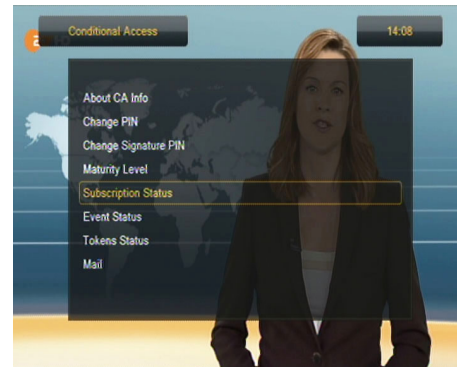 Conditional Access
14:08
About CA Info
Change PIN
Change Signature PIN
Maturity Level
Subscription Status
Event Status
Tokens Status
Mail